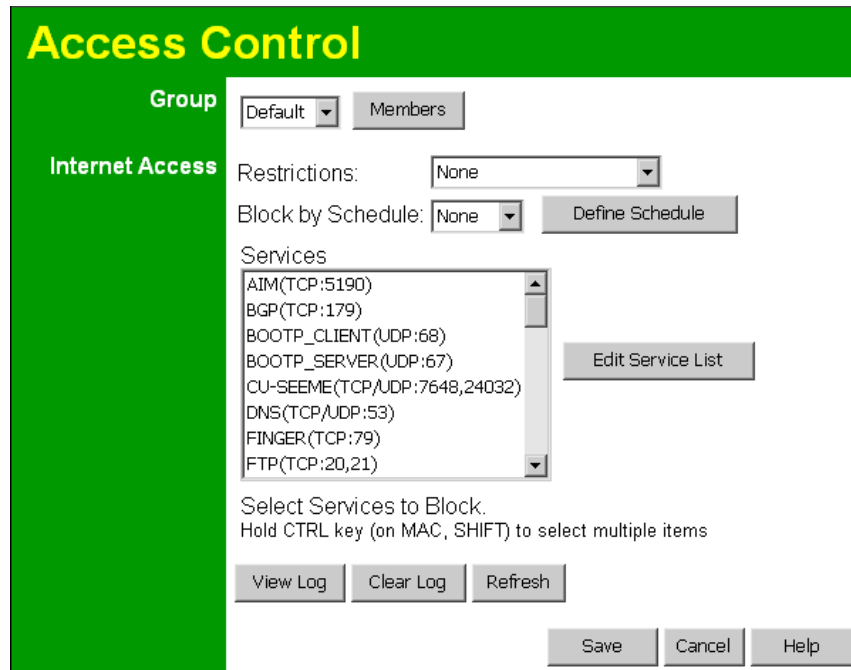 Access Control
Group
Default
Members
Internet Access
Restrictions:
None
Block by Schedule:
None
Define Schedule
Services
AIM(TCP:5190)
BGP(TCP:179)
BOOTP_CLIENT(UDP:68)
BOOTP_SERVER(UDP:67)
CU-SEEME(TCP/UDP:7648,24032)
DNS(TCP/UDP:53)
FINGER(TCP:79)
FTP(TCP:20,21)
Edit Service List
Select Services to Block.
Hold CTRL key (on MAC, SHIFT) to select multiple items
View Log
Clear Log
Refresh
Save
Cancel
Help